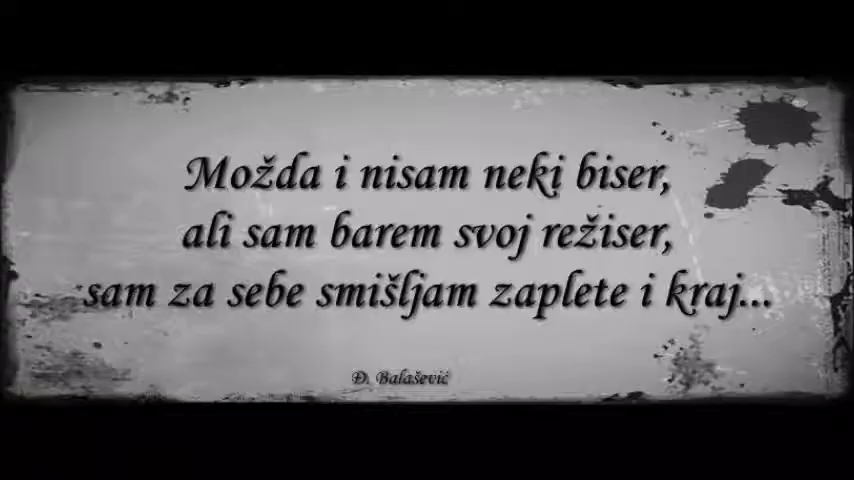 Možda i nisam neki biser,
ali sam barem svoj režiser,
sam za sebe smišljam zaplete i kraj...
Đ. Balašević